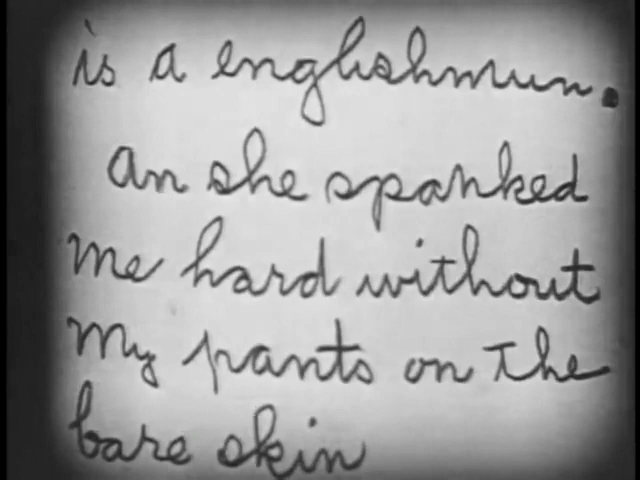 is a englishmun.
an she spanked
me hard without
my pants on the
bare skin